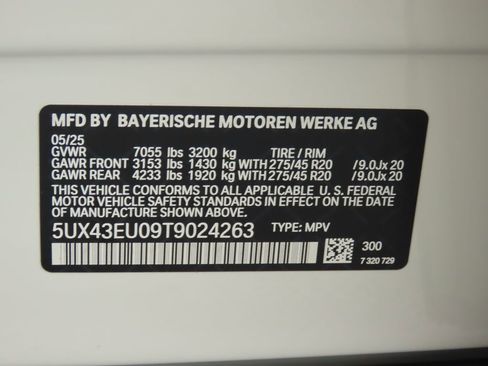 MFD BY BAYERISCHE MOTOREN WERKE AG
05/25
GVWR 7055 lbs 3200 kg TIRE / RIM
GAWR FRONT 3153 lbs 1430 kg WITH 275/45 R20 /9.0Jx 20
GAWR REAR 4233 lbs 1920 kg WITH 275/45 R20 /9.0Jx 20
THIS VEHICLE CONFORMS TO ALL APPLICABLE U. S. FEDERAL
MOTOR VEHICLE SAFETY STANDARDS IN EFFECT ON THE
DATE OF MANUFACTURE SHOWN ABOVE.
5UX43EU09T9024263 TYPE: MPV
300
7 320 729